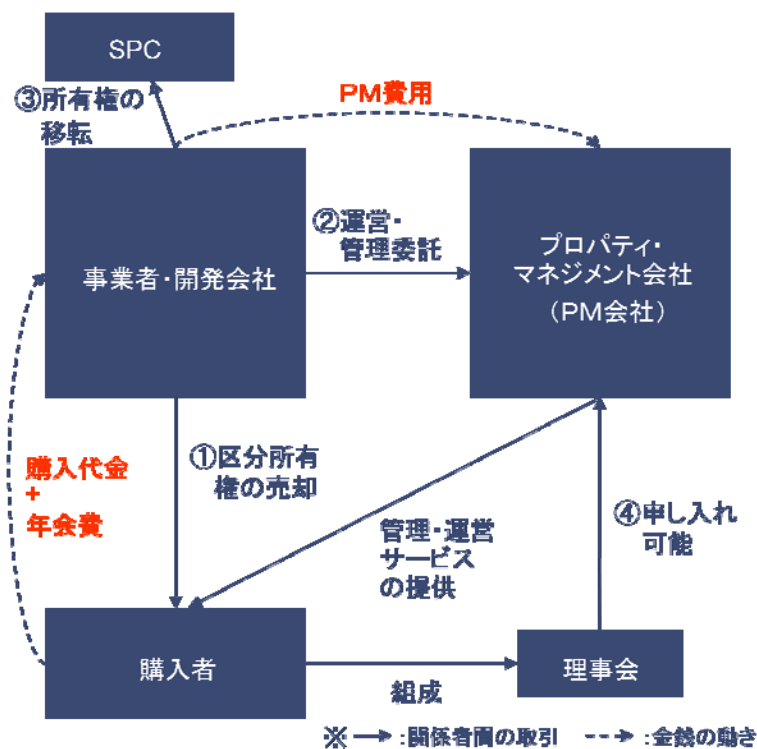 SPC
③所有権の
移転
PM費用
事業者・開発会社
②運営・
管理委託
プロパティ・
マネジメント会社
（PM会社）
購入代金
+
年会費
①区分所有
権の売却
管理・運営
サービス
の提供
④申し入れ
可能
購入者
組成
理事会
※ :関係者間の取引 :金銭の動き